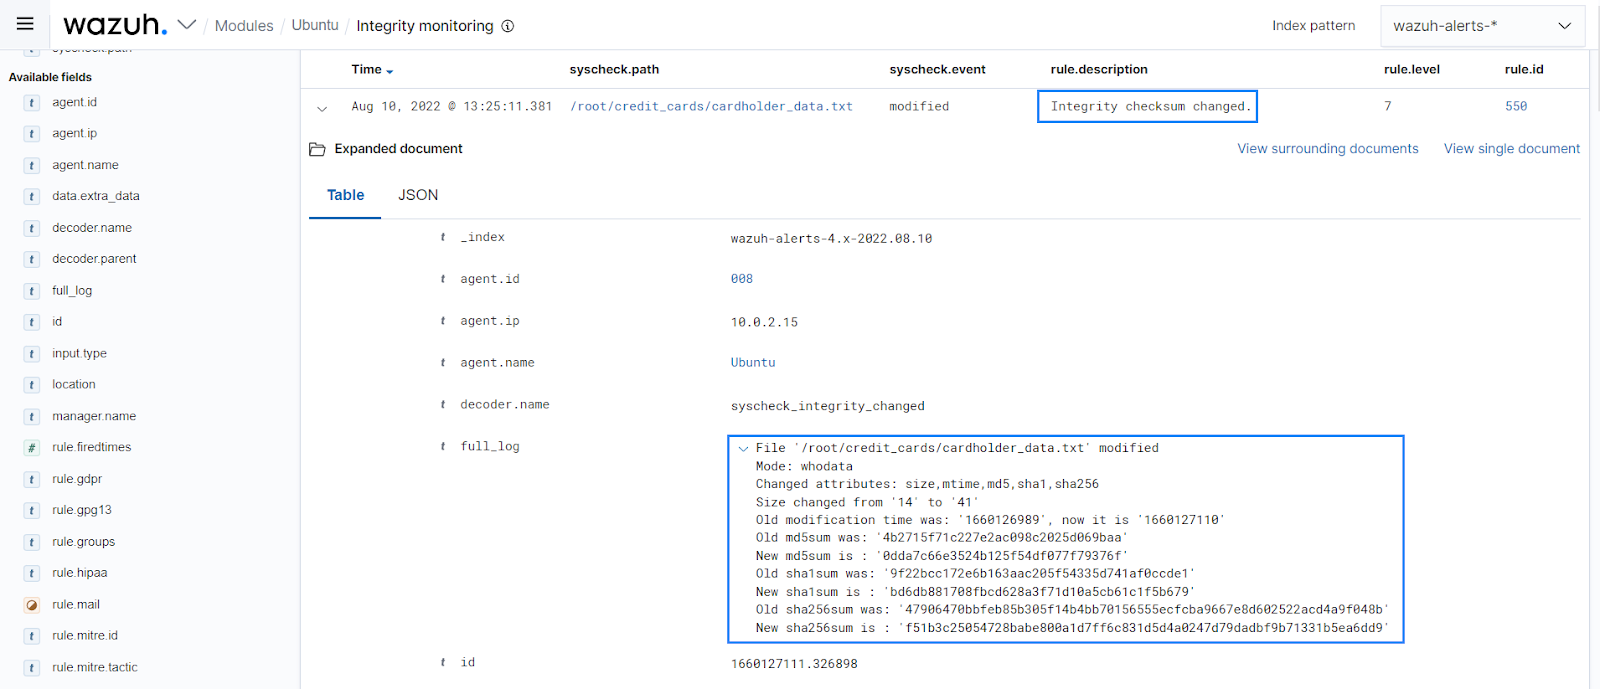 wazuh. / Modules / Ubuntu / Integrity monitoring
Index pattern
wazuh-alerts-*
syscheck.path
Available fields
t agent.id
t agent.ip
t agent.name
t data.extra_data
t decoder.name
t decoder.parent
t full_log
t id
t input.type
t location
t manager.name
# rule.firedtimes
t rule.gdpr
t rule.gpg13
t rule.groups
t rule.hipaa
rule.mail
t rule.mitre.id
t rule.mitre.tactic
Time syscheck.path syscheck.event rule.description rule.level rule.id
Aug 10, 2022 @ 13:25:11.381 /root/credit_cards/cardholder_data.txt modified Integrity checksum changed. 7 550
Expanded document
View surrounding documents View single document
Table JSON
t _index wazuh-alerts-4.x-2022.08.10
t agent.id 008
t agent.ip 10.0.2.15
t agent.name Ubuntu
t decoder.name syscheck_integrity_changed
t full_log
File '/root/credit_cards/cardholder_data.txt' modified
Mode: whodata
Changed attributes: size,mtime,md5,sha1,sha256
Size changed from '14' to '41'
Old modification time was: '1660126989', now it is '1660127110'
Old md5sum was: '4b2715f71c227e2ac098c2025d069baa'
New md5sum is : '0dda7c66e3524b125f54df077f79376f'
Old sha1sum was: '9f22bcc172e6b163aac205f54335d741af0ccde1'
New sha1sum is : 'bd6db881708fbcd628a3f71d10a5cb61c1f5b679'
Old sha256sum was: '47906470bbfeb85b305f14b4bb70156555ecfcba9667e8d602522acd4a9f048b'
New sha256sum is : 'f51b3c25054728babe800a1d7ff6c831d5d4a0247d79dadbf9b71331b5ea6dd9'
t id 1660127111.326898